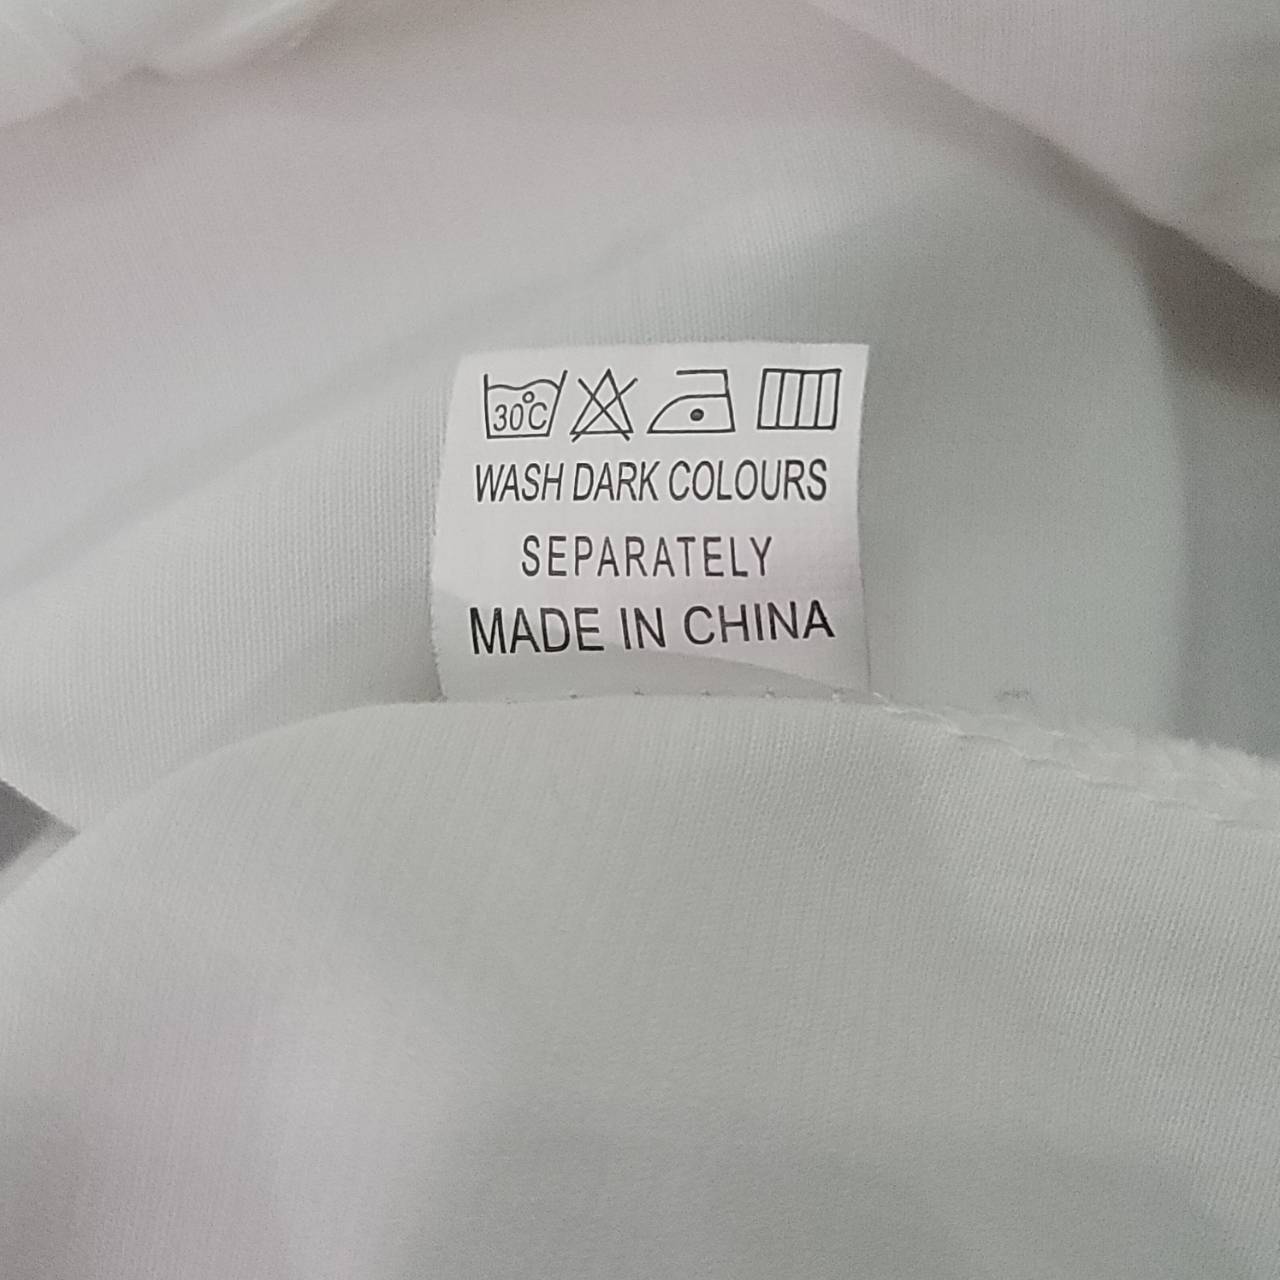 30°C
WASH DARK COLOURS
SEPARATELY
MADE IN CHINA